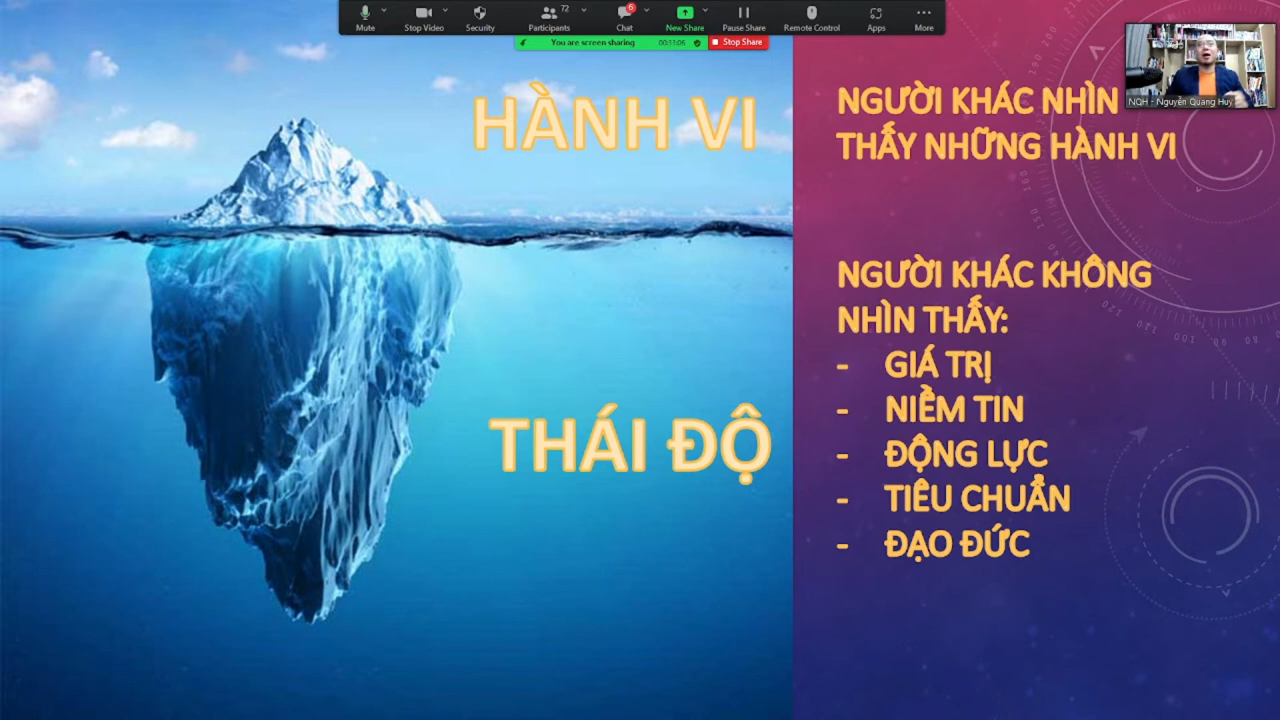 72
6
Mute
Stop Video
Security
Participants
Chat
New Share
Pause Share
Remote Control
Apps
More
You are screen sharing
00:11:06
Stop Share
NQH - Nguyễn Quang Huy
HÀNH VI
THÁI ĐỘ
NGƯỜI KHÁC NHÌN
THẤY NHỮNG HÀNH VI
NGƯỜI KHÁC KHÔNG
NHÌN THẤY:
- GIÁ TRỊ
- NIỀM TIN
- ĐỘNG LỰC
- TIÊU CHUẨN
- ĐẠO ĐỨC